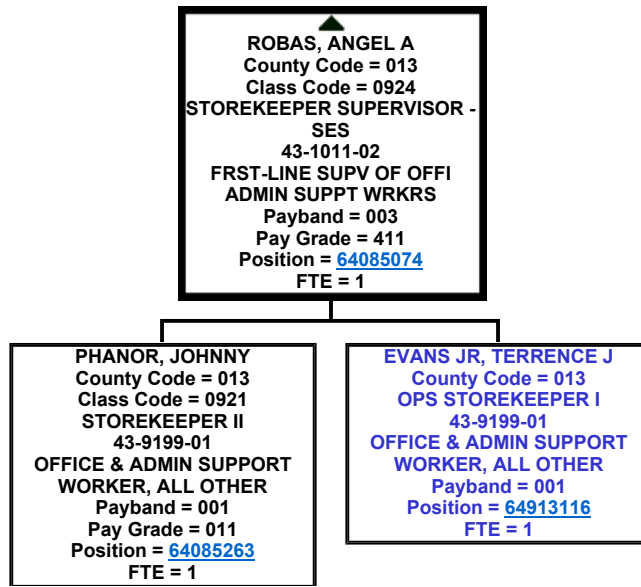 ROBAS, ANGEL A
County Code = 013
Class Code = 0924
STOREKEEPER SUPERVISOR -
SES
43-1011-02
FRST-LINE SUPV OF OFFI
ADMIN SUPPT WRKRS
Payband = 003
Pay Grade = 411
Position = 64085074
FTE = 1
PHANOR, JOHNNY
County Code = 013
Class Code = 0921
STOREKEEPER II
43-9199-01
OFFICE & ADMIN SUPPORT
WORKER, ALL OTHER
Payband = 001
Pay Grade = 011
Position = 64085263
FTE = 1
EVANS JR, TERRENCE J
County Code = 013
OPS STOREKEEPER I
43-9199-01
OFFICE & ADMIN SUPPORT
WORKER, ALL OTHER
Payband = 001
Position = 64913116
FTE = 1